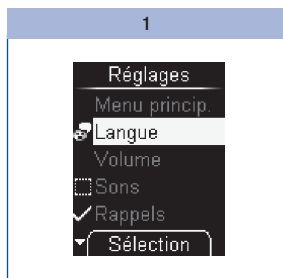 1
Réglages
Menu princip.
Langue
Volume
Sons
Rappels
Sélection